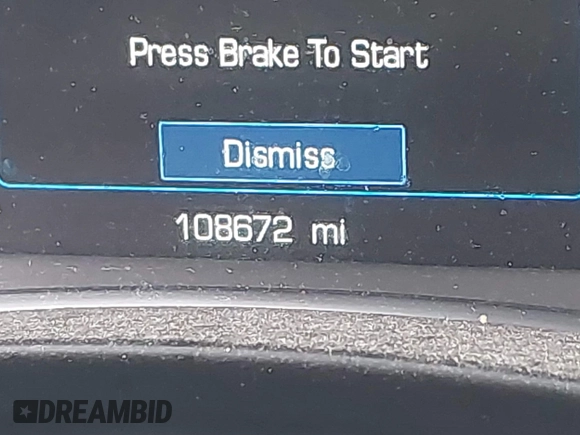 Press Brake To Start
Dismiss
108672 mi
DREAMBID